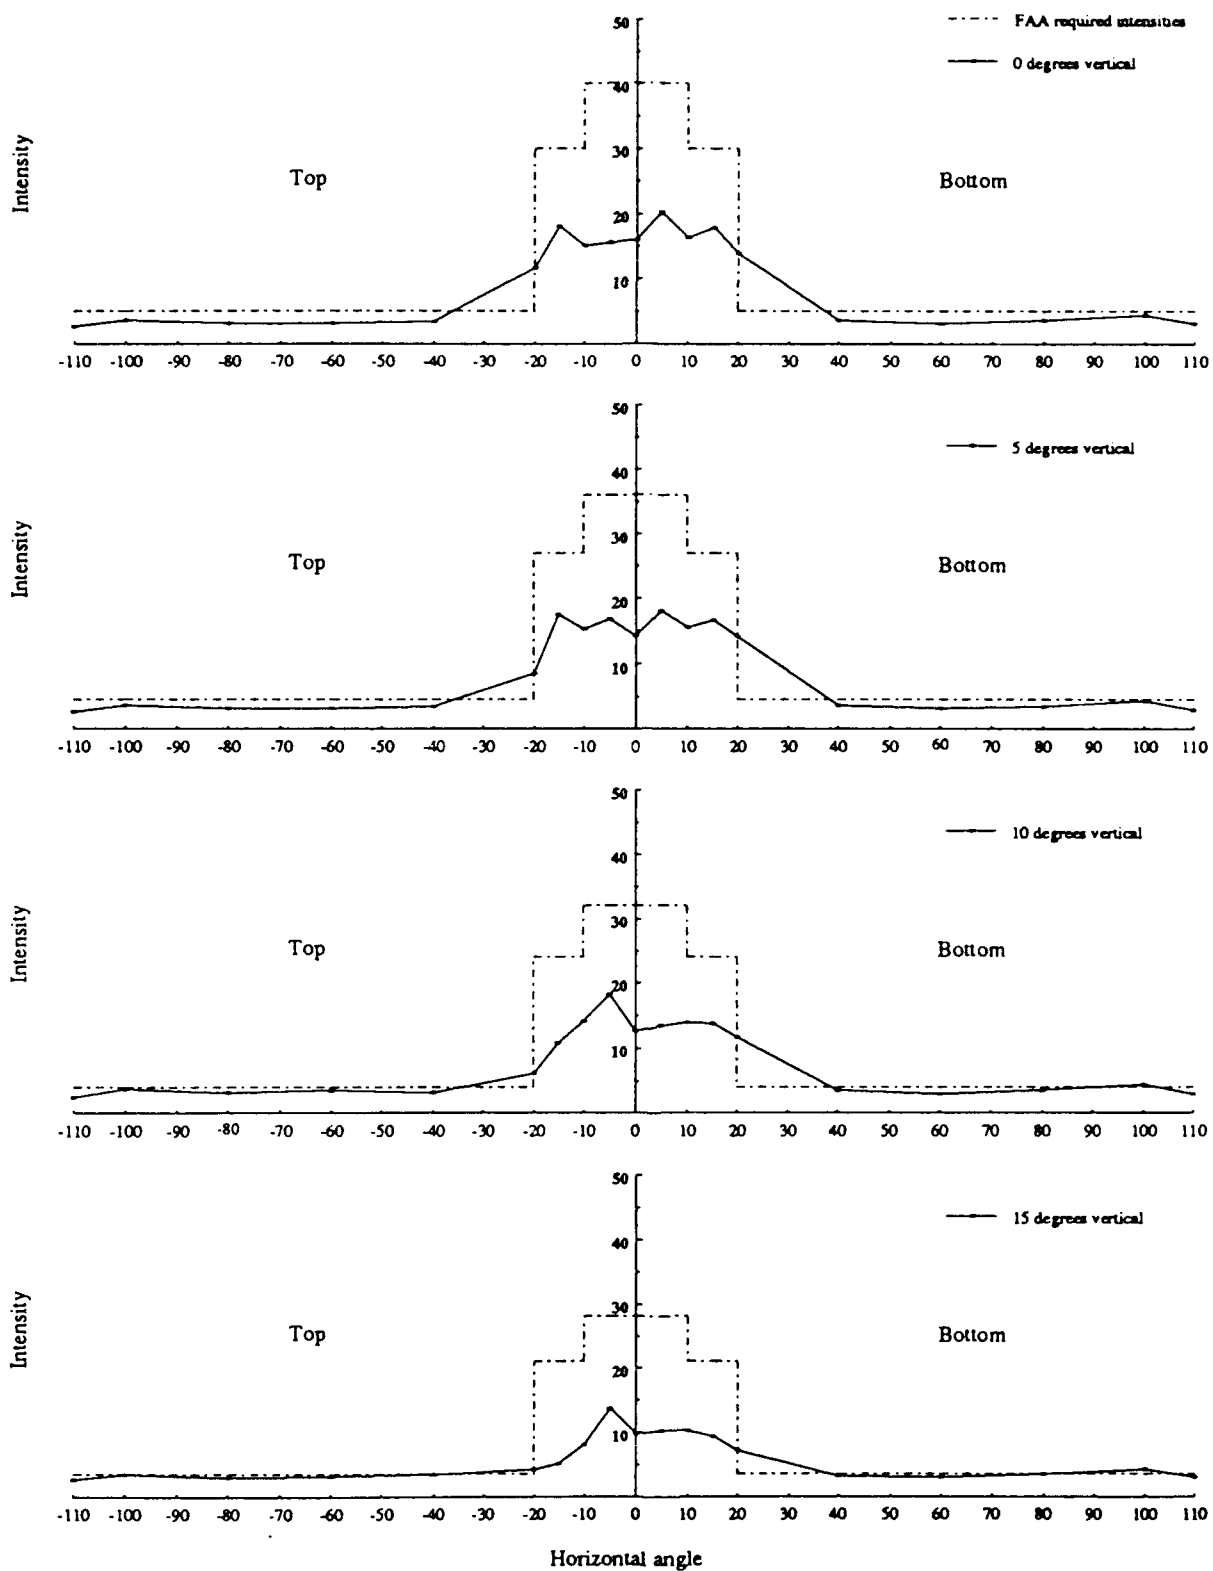 50
FAA required intensities
0 degrees vertical
40
30
Intensity
Top
Bottom
20
10
-110 -100 -90 -80 -70 -60 -50 -40 -30 -20 -10 0 10 20 30 40 50 60 70 80 90 100 110
50
5 degrees vertical
40
30
Intensity
Top
Bottom
20
10
-110 -100 -90 -80 -70 -60 -50 -40 -30 -20 -10 0 10 20 30 40 50 60 70 80 90 100 110
50
10 degrees vertical
40
30
Intensity
Top
Bottom
20
10
-110 -100 -90 -80 -70 -60 -50 -40 -30 -20 -10 0 10 20 30 40 50 60 70 80 90 100 110
50
15 degrees vertical
40
30
Intensity
Top
Bottom
20
10
-110 -100 -90 -80 -70 -60 -50 -40 -30 -20 -10 0 10 20 30 40 50 60 70 80 90 100 110
Horizontal angle